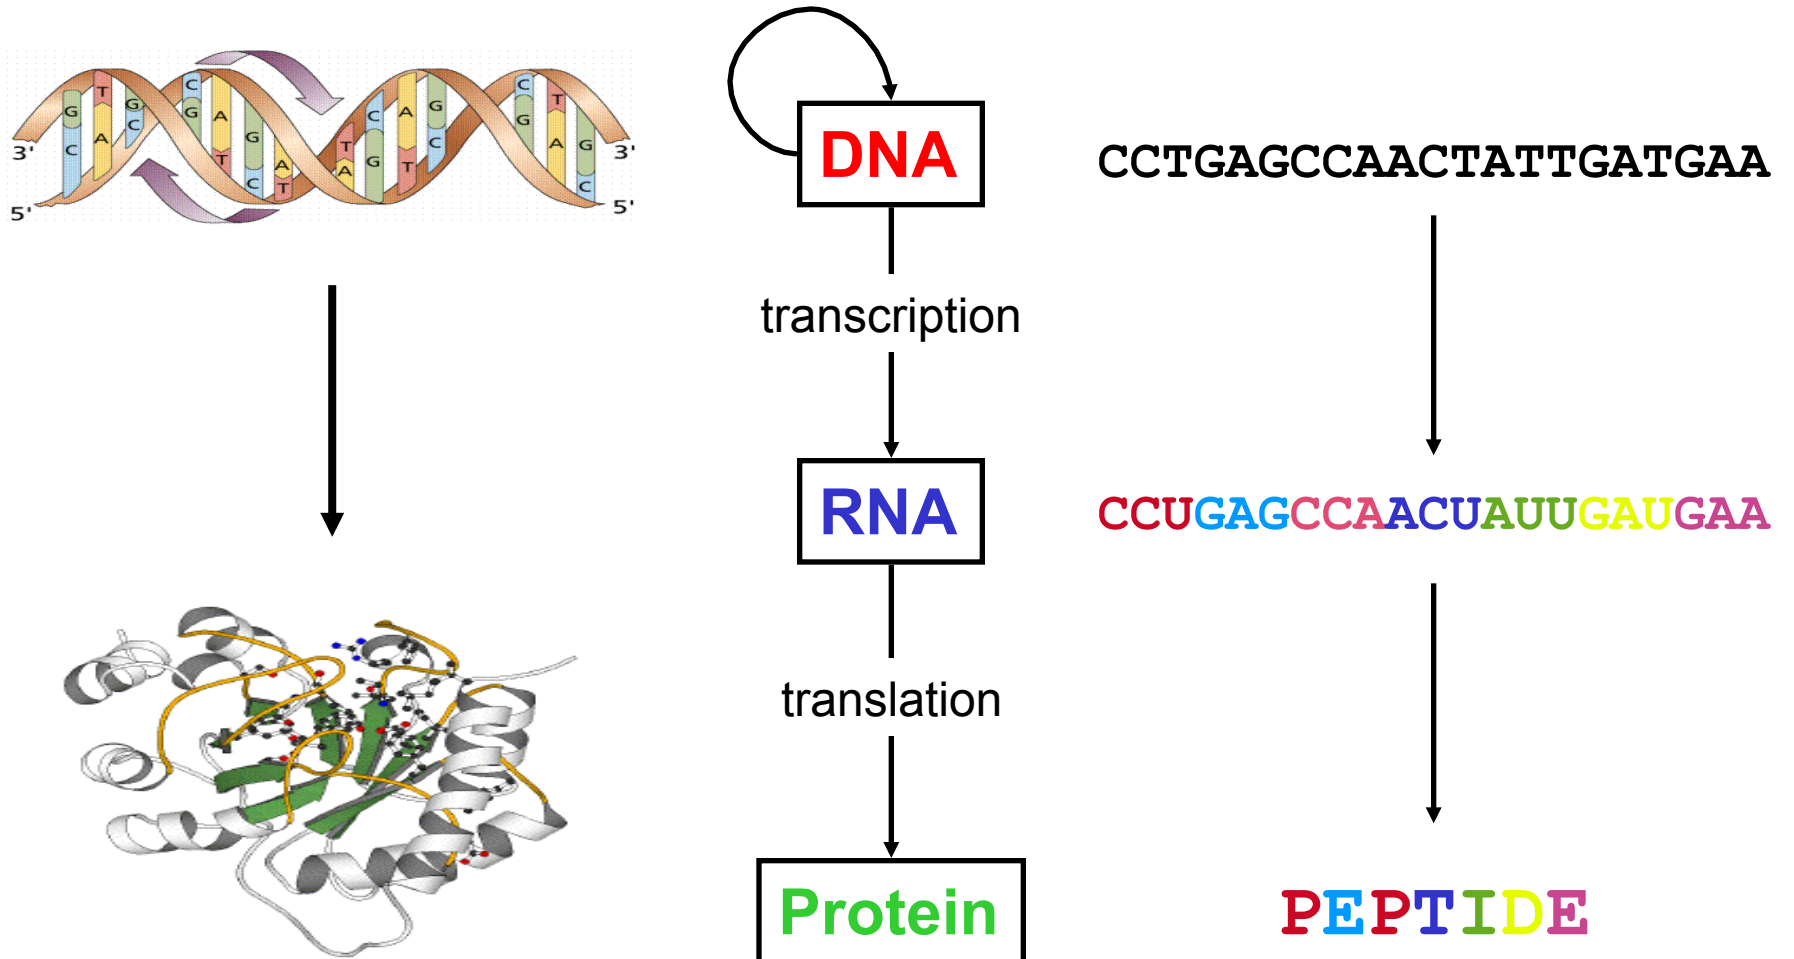 G T G C A G A T C A G C T G
C A C G T G C T A G T C G A C
3' 3'
5' 5'
DNA
CCTGAGCCAACTATTGATGAA
transcription
RNA
CCUGAGCCAACUAUUGAUGAA
translation
Protein
PEPTIDE